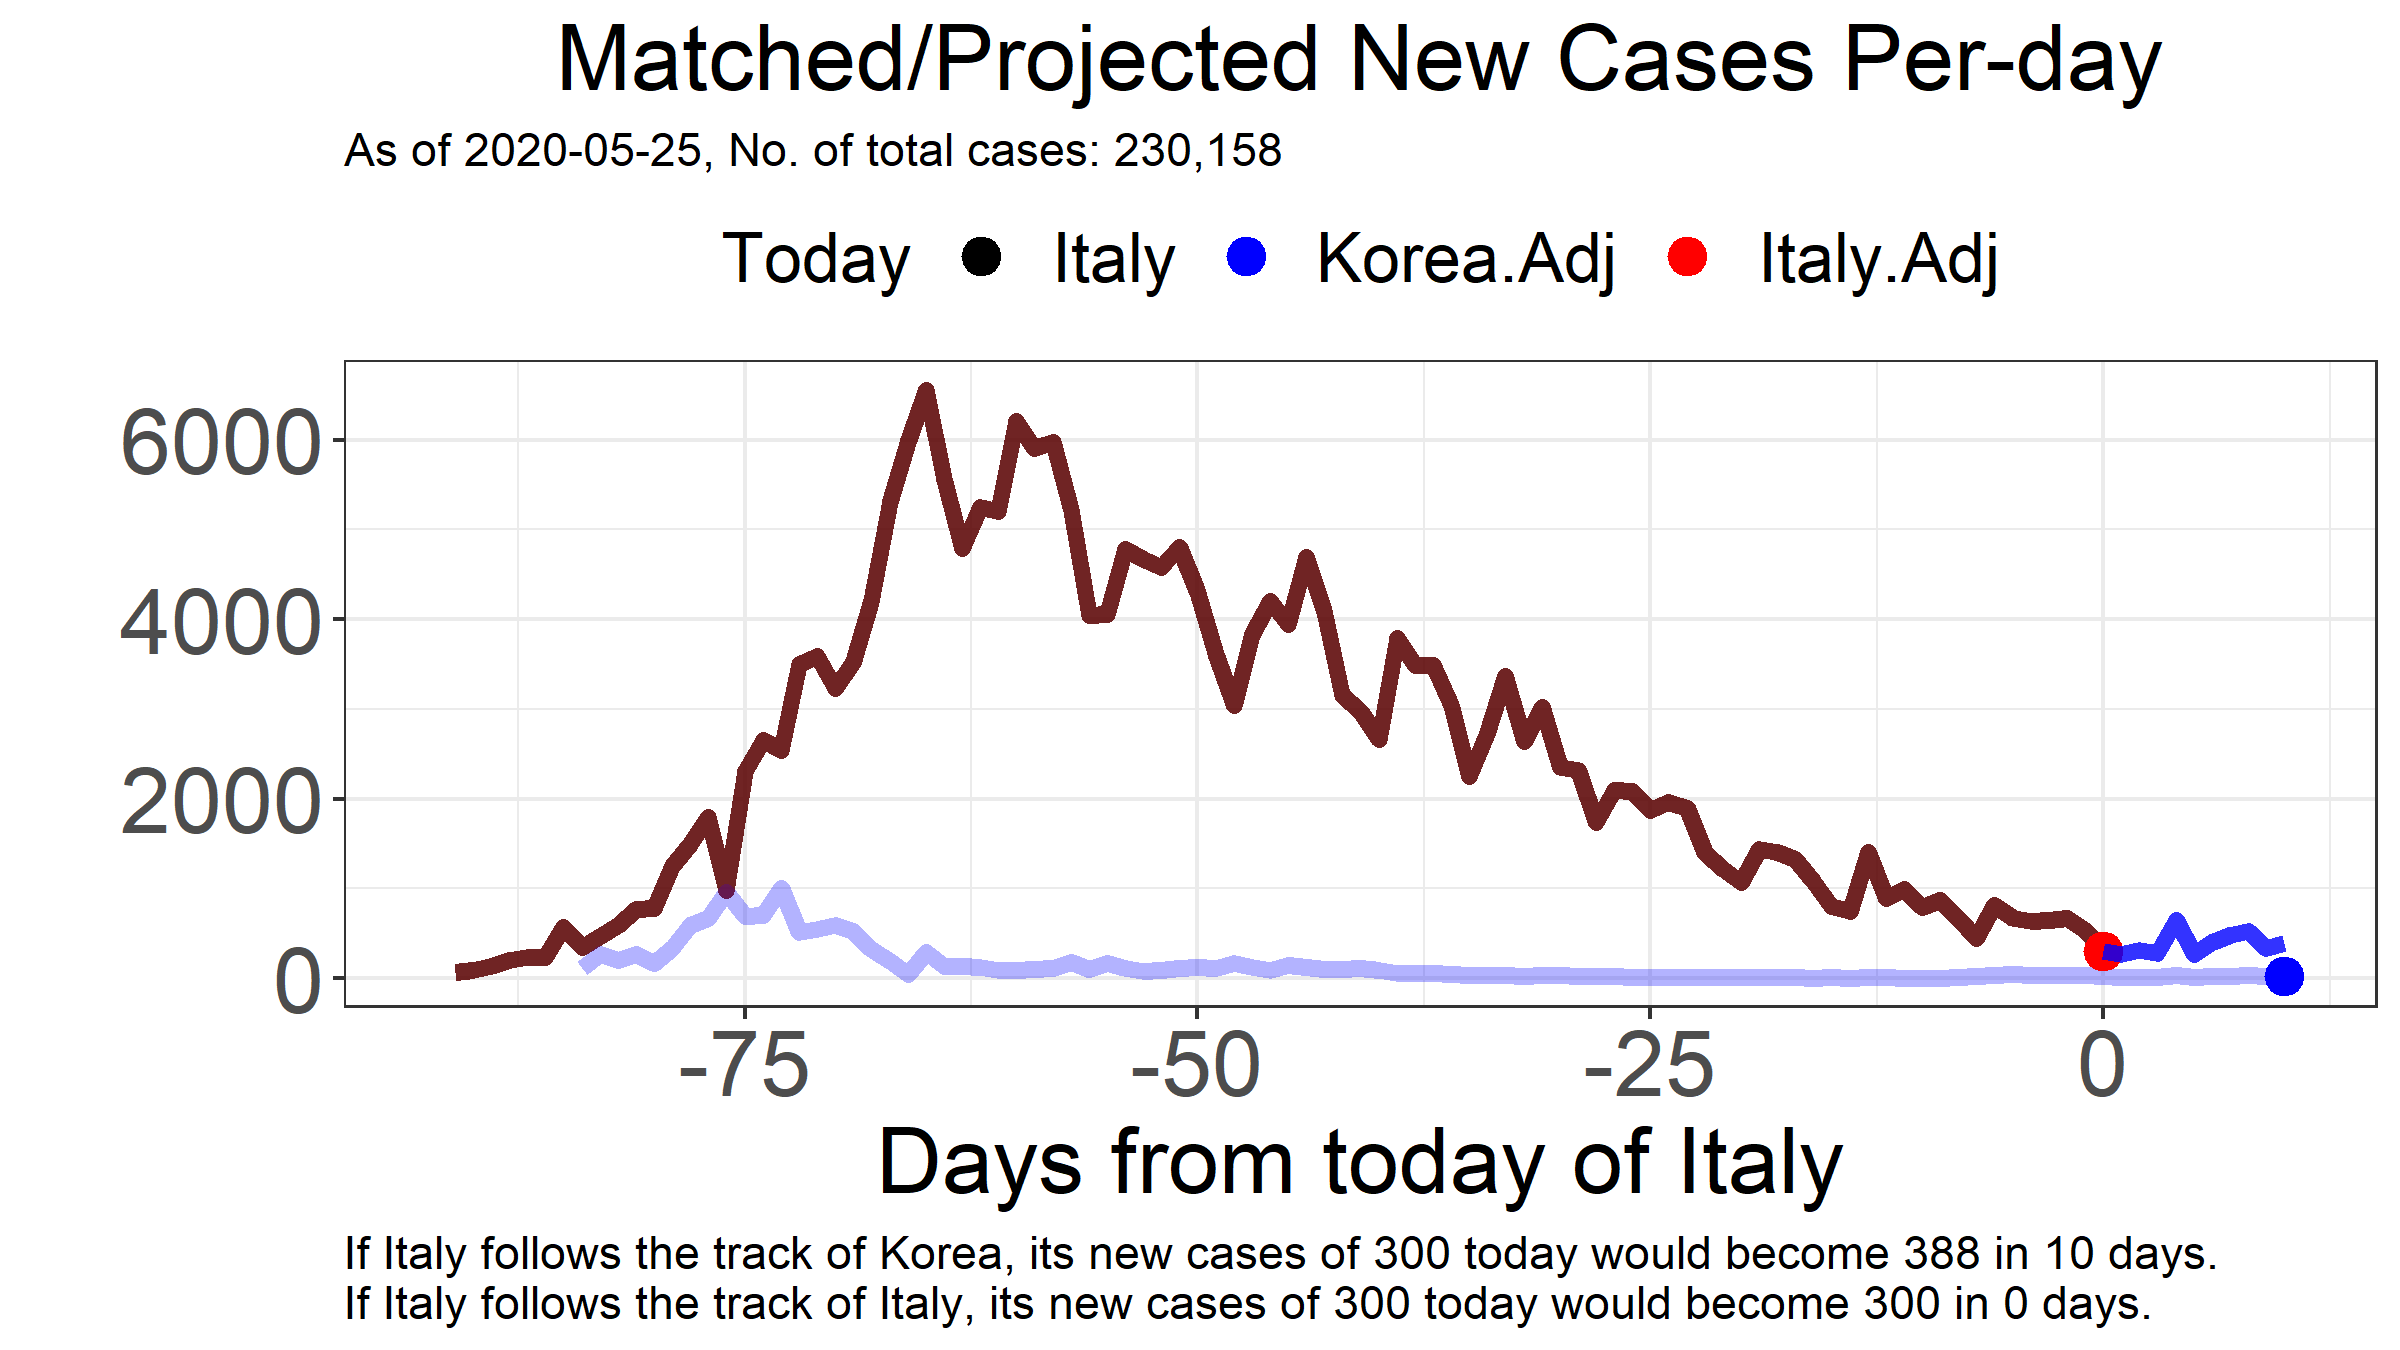 Matched/Projected New Cases Per-day
As of 2020-05-25, No. of total cases: 230,158
Today Italy Korea.Adj Italy.Adj
6000
4000
2000
0
-75 -50 -25 0
Days from today of Italy
If Italy follows the track of Korea, its new cases of 300 today would become 388 in 10 days.
If Italy follows the track of Italy, its new cases of 300 today would become 300 in 0 days.